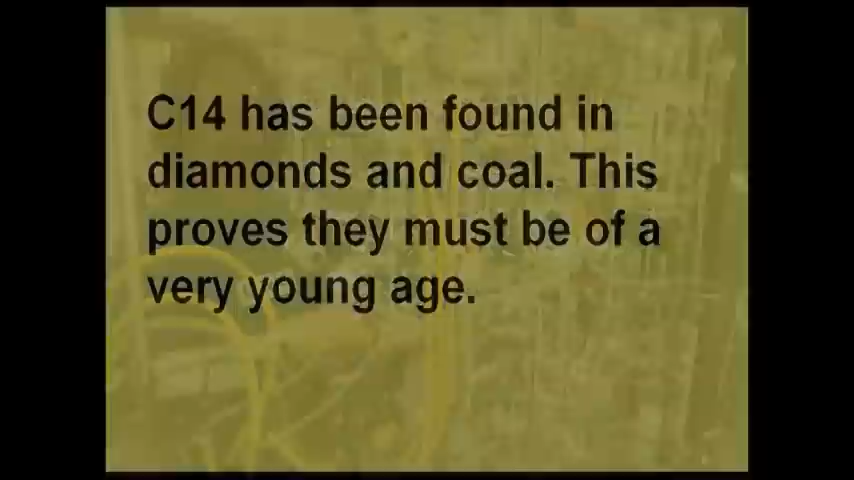 C14 has been found in
diamonds and coal. This
proves they must be of a
very young age.